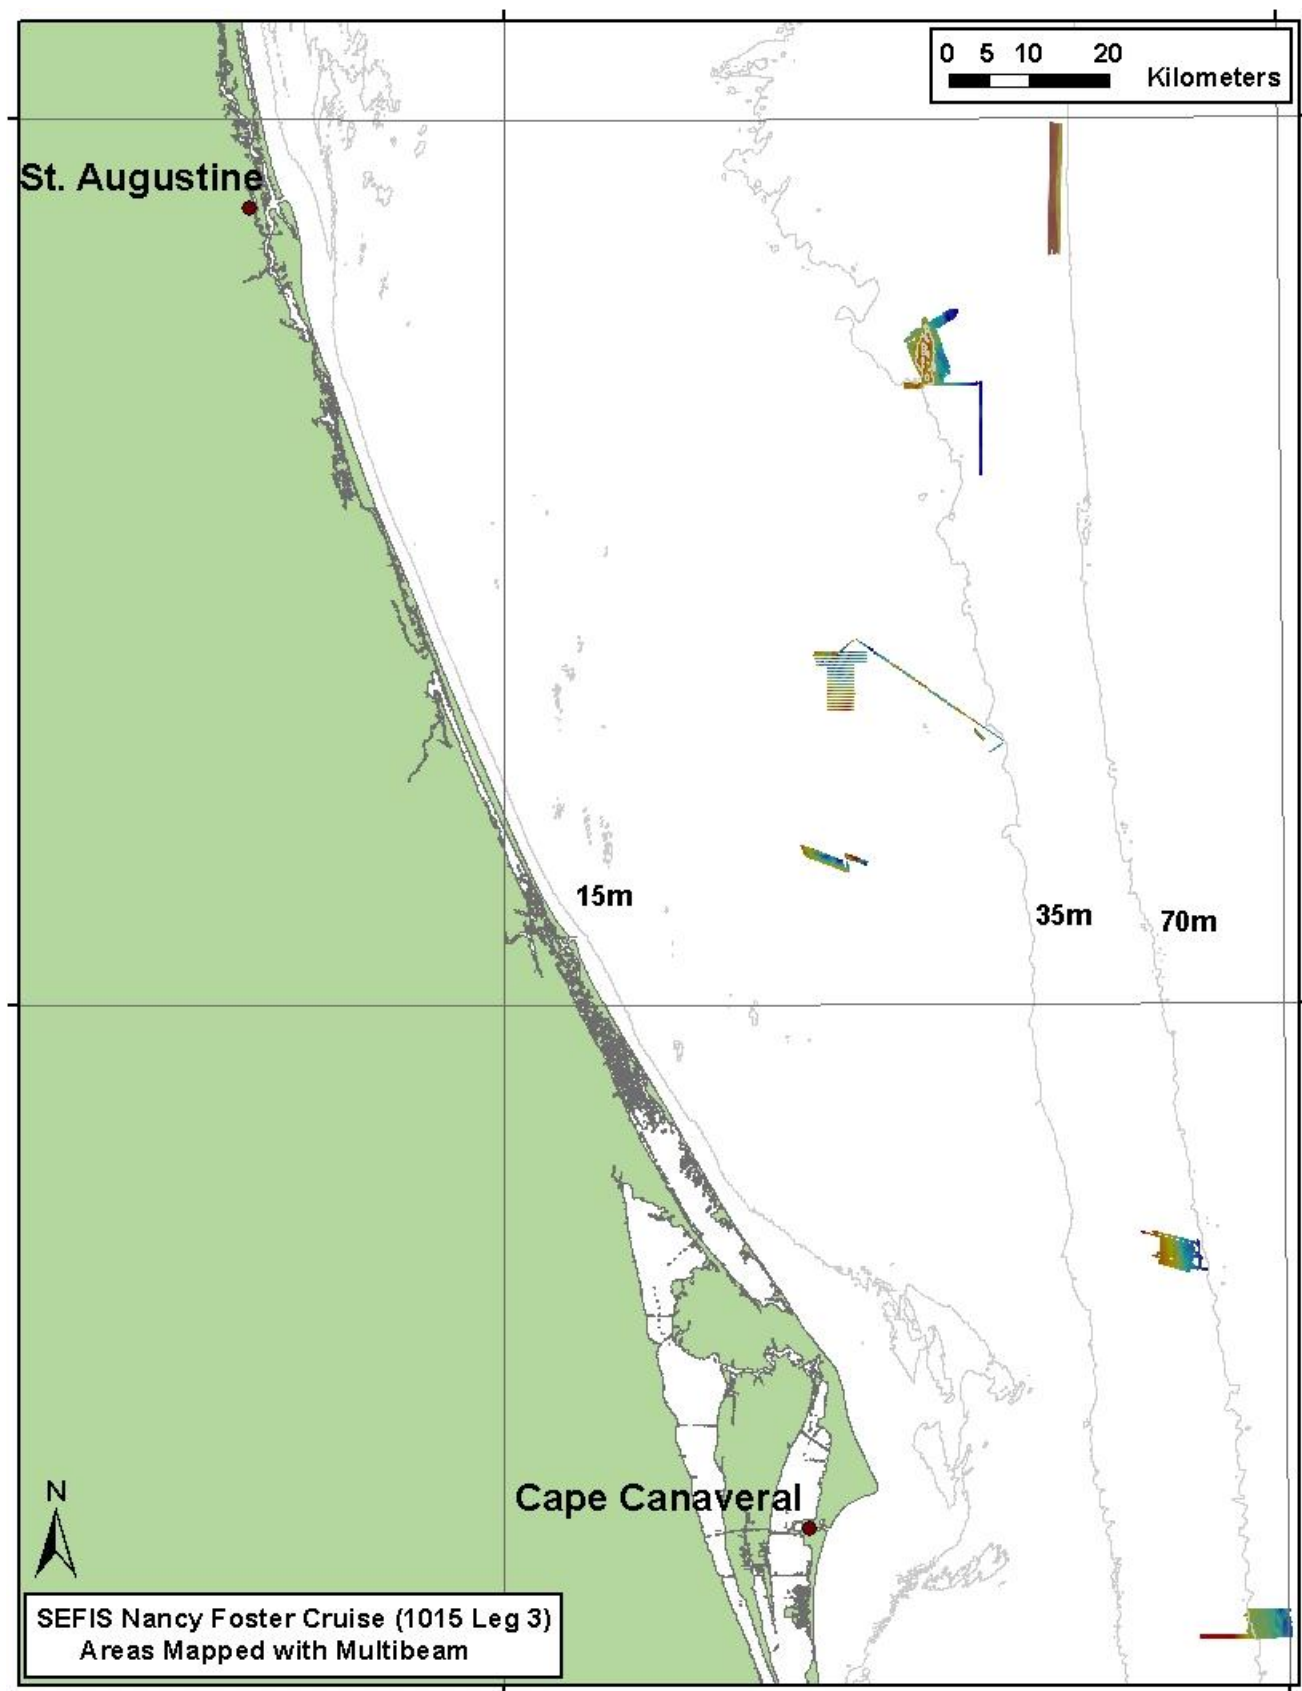 0 5 10 20
Kilometers
St. Augustine
15m
35m
70m
Cape Canaveral
N
SEFIS Nancy Foster Cruise (1015 Leg 3)
Areas Mapped with Multibeam